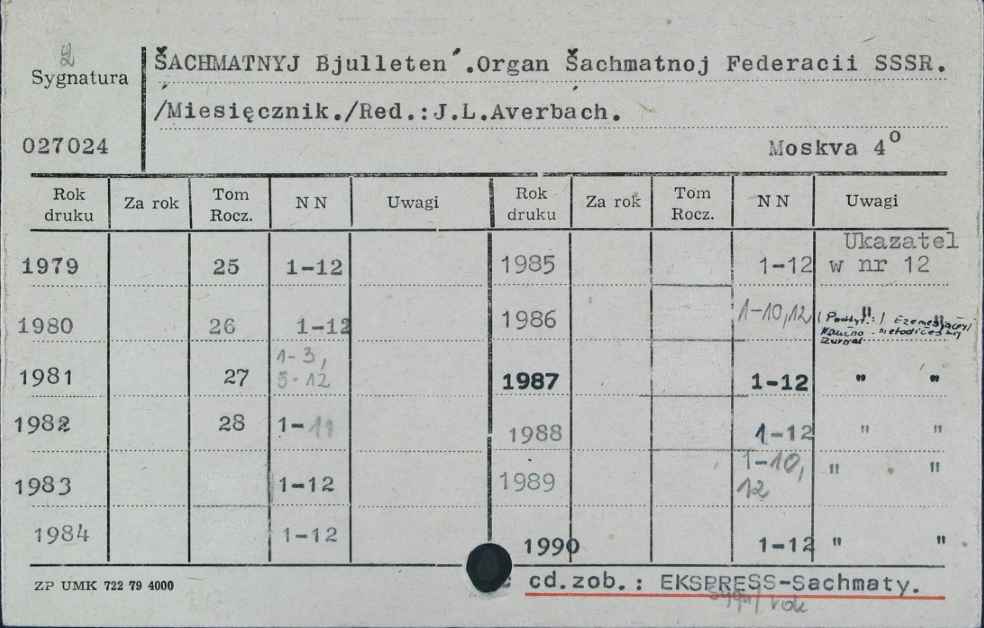 Sygnatura
ŠACHMATNYJ Bjulleten´.Organ Šachmatnoj Federacii SSSR.
/Miesięcznik./Red.:J.L.Averbach.
027024
Moskva 4°
Rok druku Za rok Tom Rocz. NN Uwagi Rok druku Za rok Tom Rocz. NN Uwagi
1979 25 1-12 1985 1-12 Ukazatel w nr 12
1980 26 1-12 1986 1-10,12 "
1981 27 1-3, 5-12 1987 1-12 " "
1982 28 1-11 1988 1-12 " "
1983 1-12 1989 1-10, 12 " "
1984 1-12 1990 1-12 " "
ZP UMK 722 79 4000
cd.zob.: EKSPRESS-Sachmaty.
rok